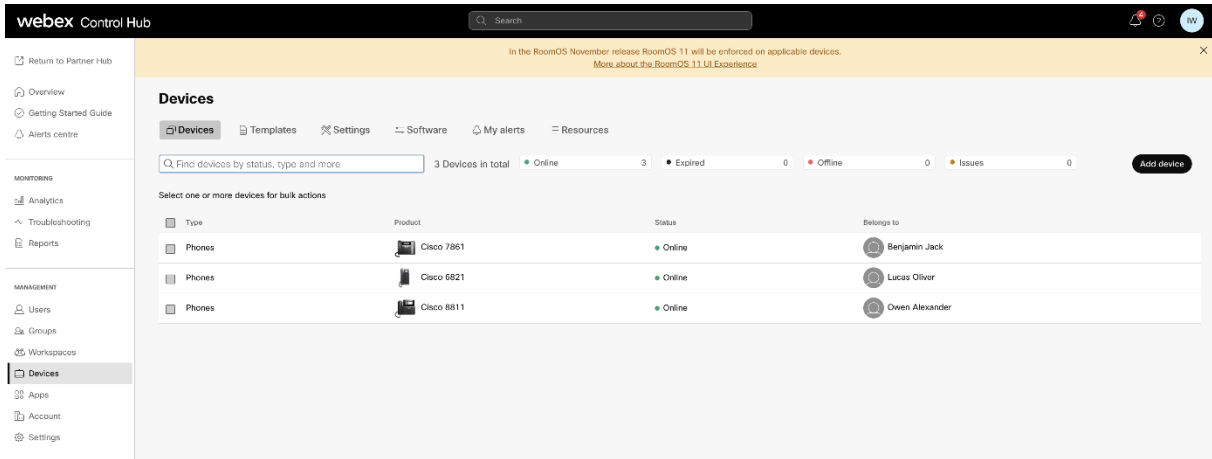 webex Control Hub
Search
4
IW
Return to Partner Hub
Overview
Getting Started Guide
Alerts centre
MONITORING
Analytics
Troubleshooting
Reports
MANAGEMENT
Users
Groups
Workspaces
Devices
Apps
Account
Settings
In the RoomOS November release RoomOS 11 will be enforced on applicable devices.
More about the RoomOS 11 UI Experience
Devices
Devices Templates Settings Software My alerts Resources
Find devices by status, type and more 3 Devices in total Online 3 Expired 0 Offline 0 Issues 0 Add device
Select one or more devices for bulk actions
Type Product Status Belongs to
Phones Cisco 7861 Online Benjamin Jack
Phones Cisco 6821 Online Lucas Oliver
Phones Cisco 8811 Online Owen Alexander